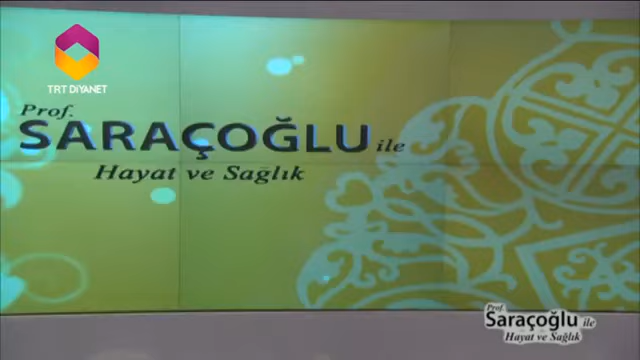 TRT DİYANET
Prof.
SARAÇOĞLU ile
Hayat ve Sağlık
Prof.
Saraçoğlu ile
Hayat ve Sağlık